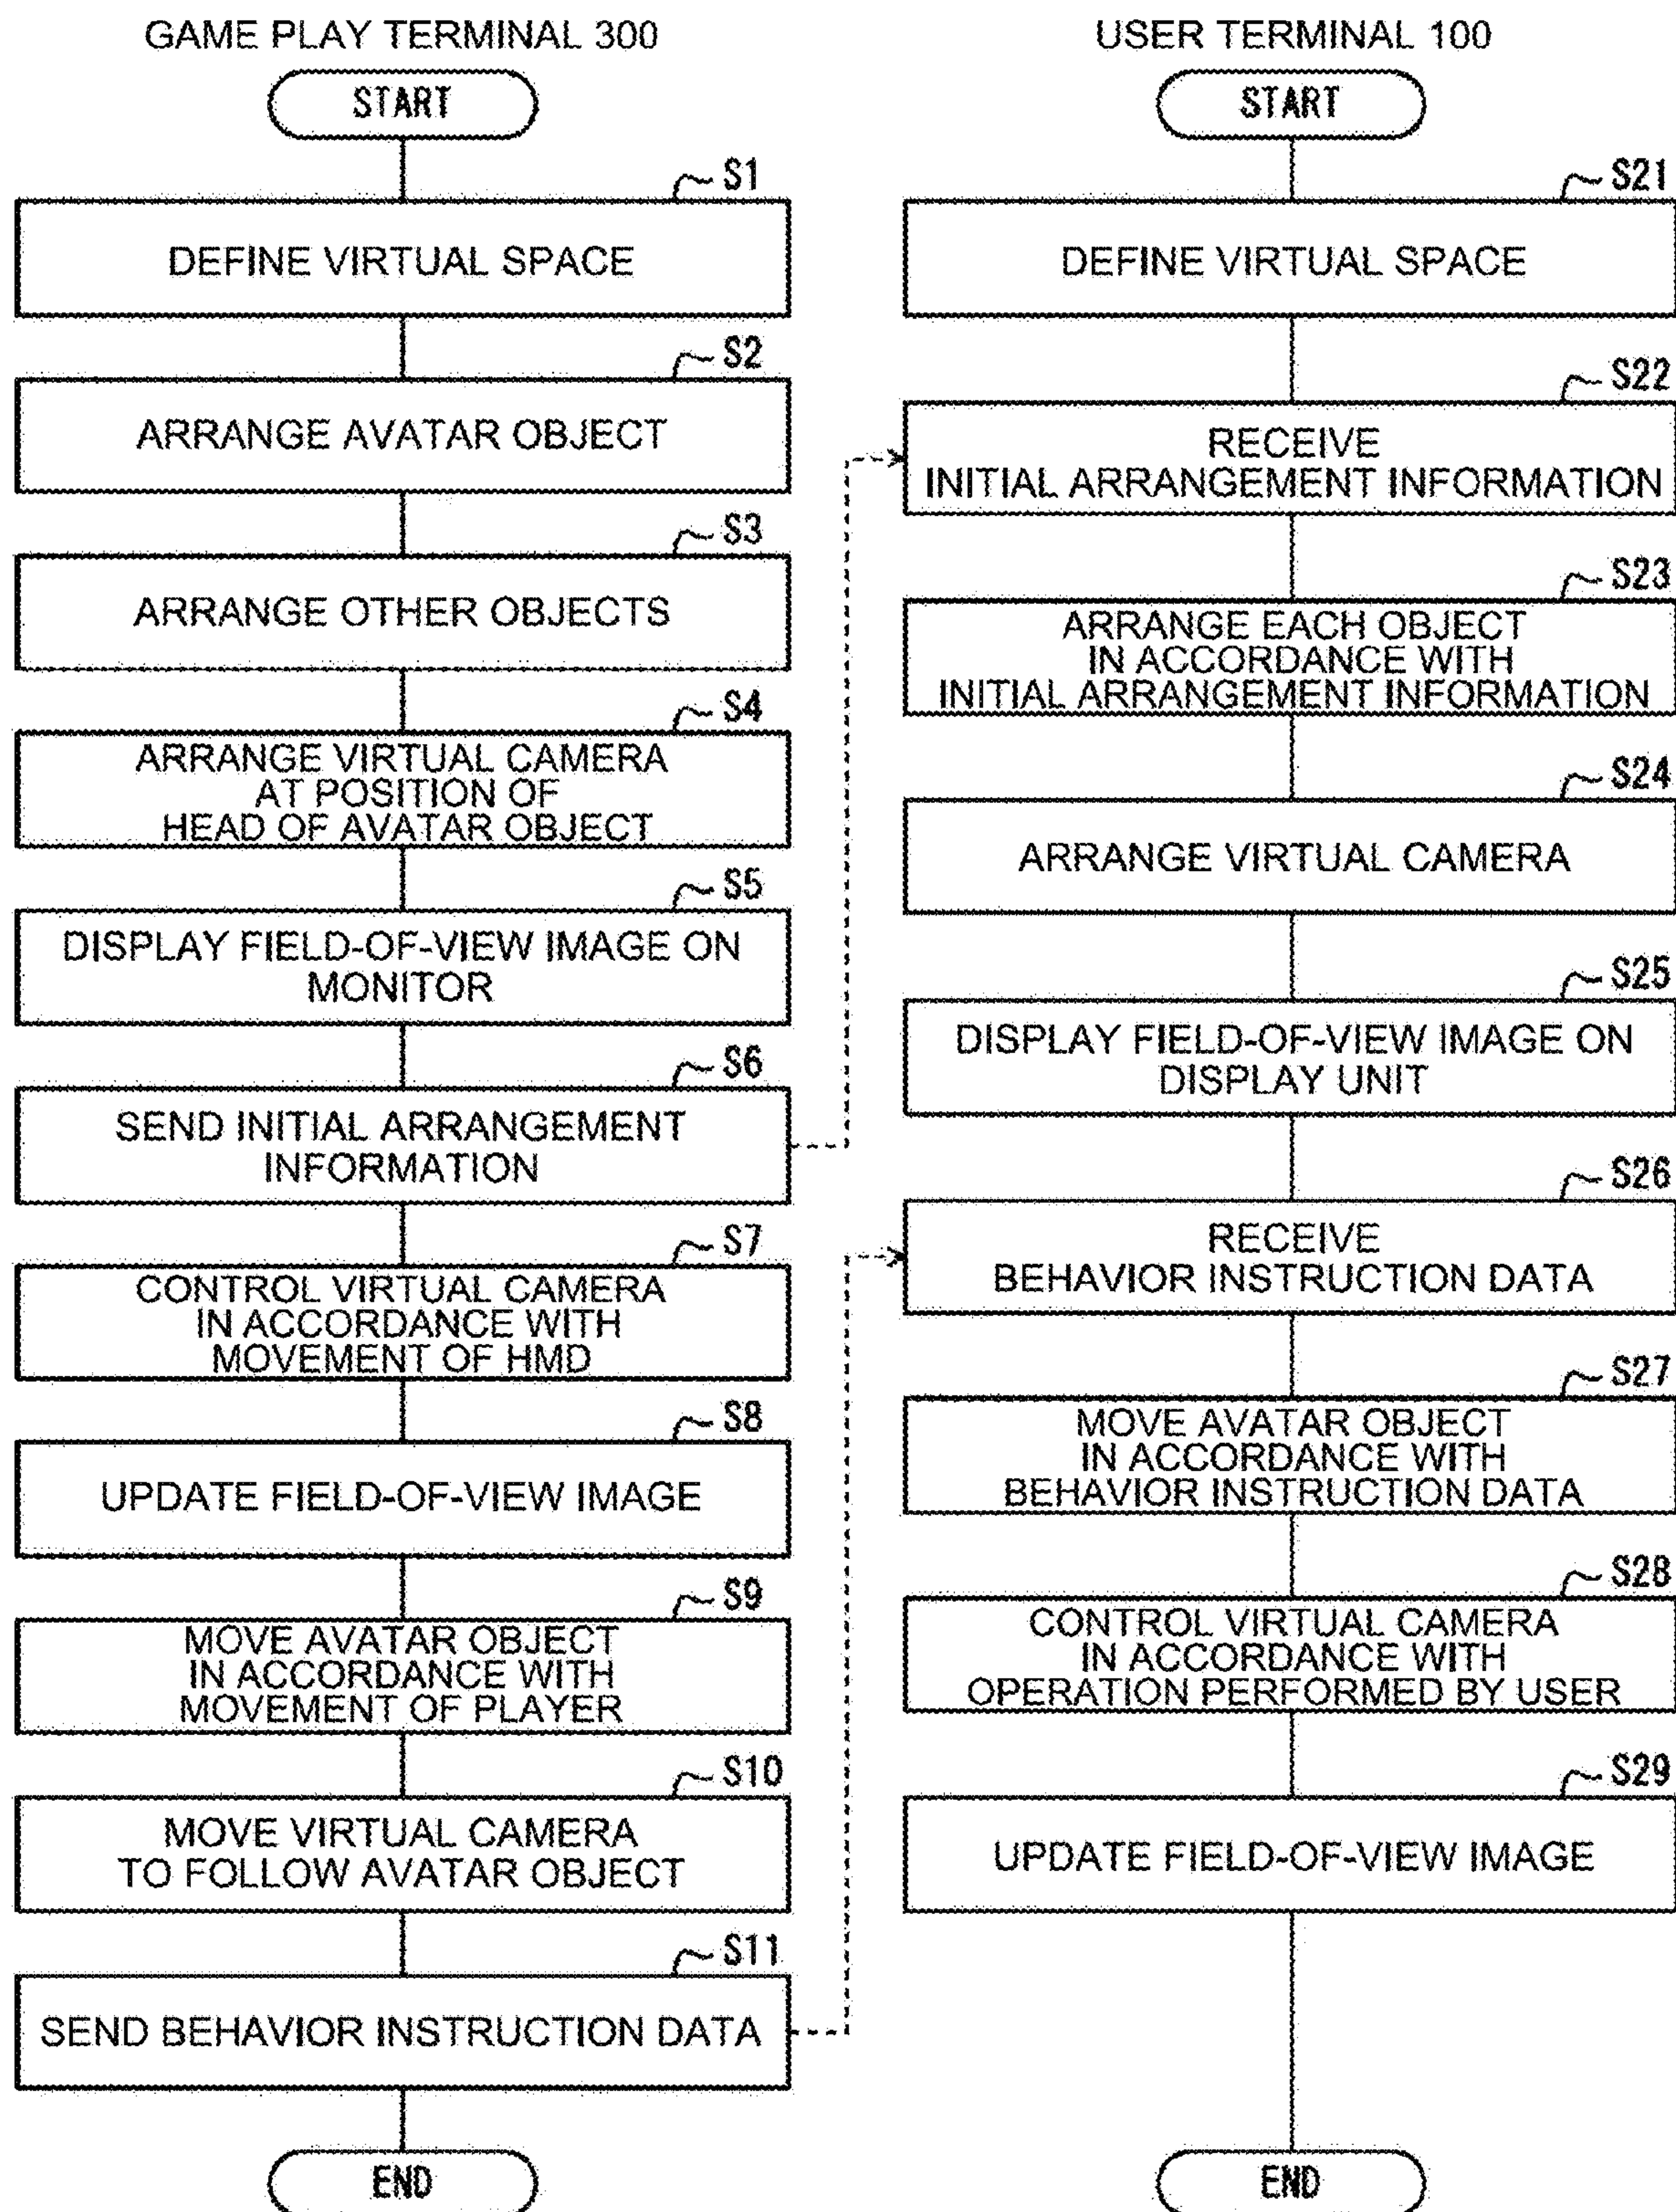 GAME PLAY TERMINAL 300
START
S1
DEFINE VIRTUAL SPACE
S2
ARRANGE AVATAR OBJECT
S3
ARRANGE OTHER OBJECTS
S4
ARRANGE VIRTUAL CAMERA
AT POSITION OF
HEAD OF AVATAR OBJECT
S5
DISPLAY FIELD-OF-VIEW IMAGE ON
MONITOR
S6
SEND INITIAL ARRANGEMENT
INFORMATION
S7
CONTROL VIRTUAL CAMERA
IN ACCORDANCE WITH
MOVEMENT OF HMD
S8
UPDATE FIELD-OF-VIEW IMAGE
S9
MOVE AVATAR OBJECT
IN ACCORDANCE WITH
MOVEMENT OF PLAYER
S10
MOVE VIRTUAL CAMERA
TO FOLLOW AVATAR OBJECT
S11
SEND BEHAVIOR INSTRUCTION DATA
END
USER TERMINAL 100
START
S21
DEFINE VIRTUAL SPACE
S22
RECEIVE
INITIAL ARRANGEMENT INFORMATION
S23
ARRANGE EACH OBJECT
IN ACCORDANCE WITH
INITIAL ARRANGEMENT INFORMATION
S24
ARRANGE VIRTUAL CAMERA
S25
DISPLAY FIELD-OF-VIEW IMAGE ON
DISPLAY UNIT
S26
RECEIVE
BEHAVIOR INSTRUCTION DATA
S27
MOVE AVATAR OBJECT
IN ACCORDANCE WITH
BEHAVIOR INSTRUCTION DATA
S28
CONTROL VIRTUAL CAMERA
IN ACCORDANCE WITH
OPERATION PERFORMED BY USER
S29
UPDATE FIELD-OF-VIEW IMAGE
END